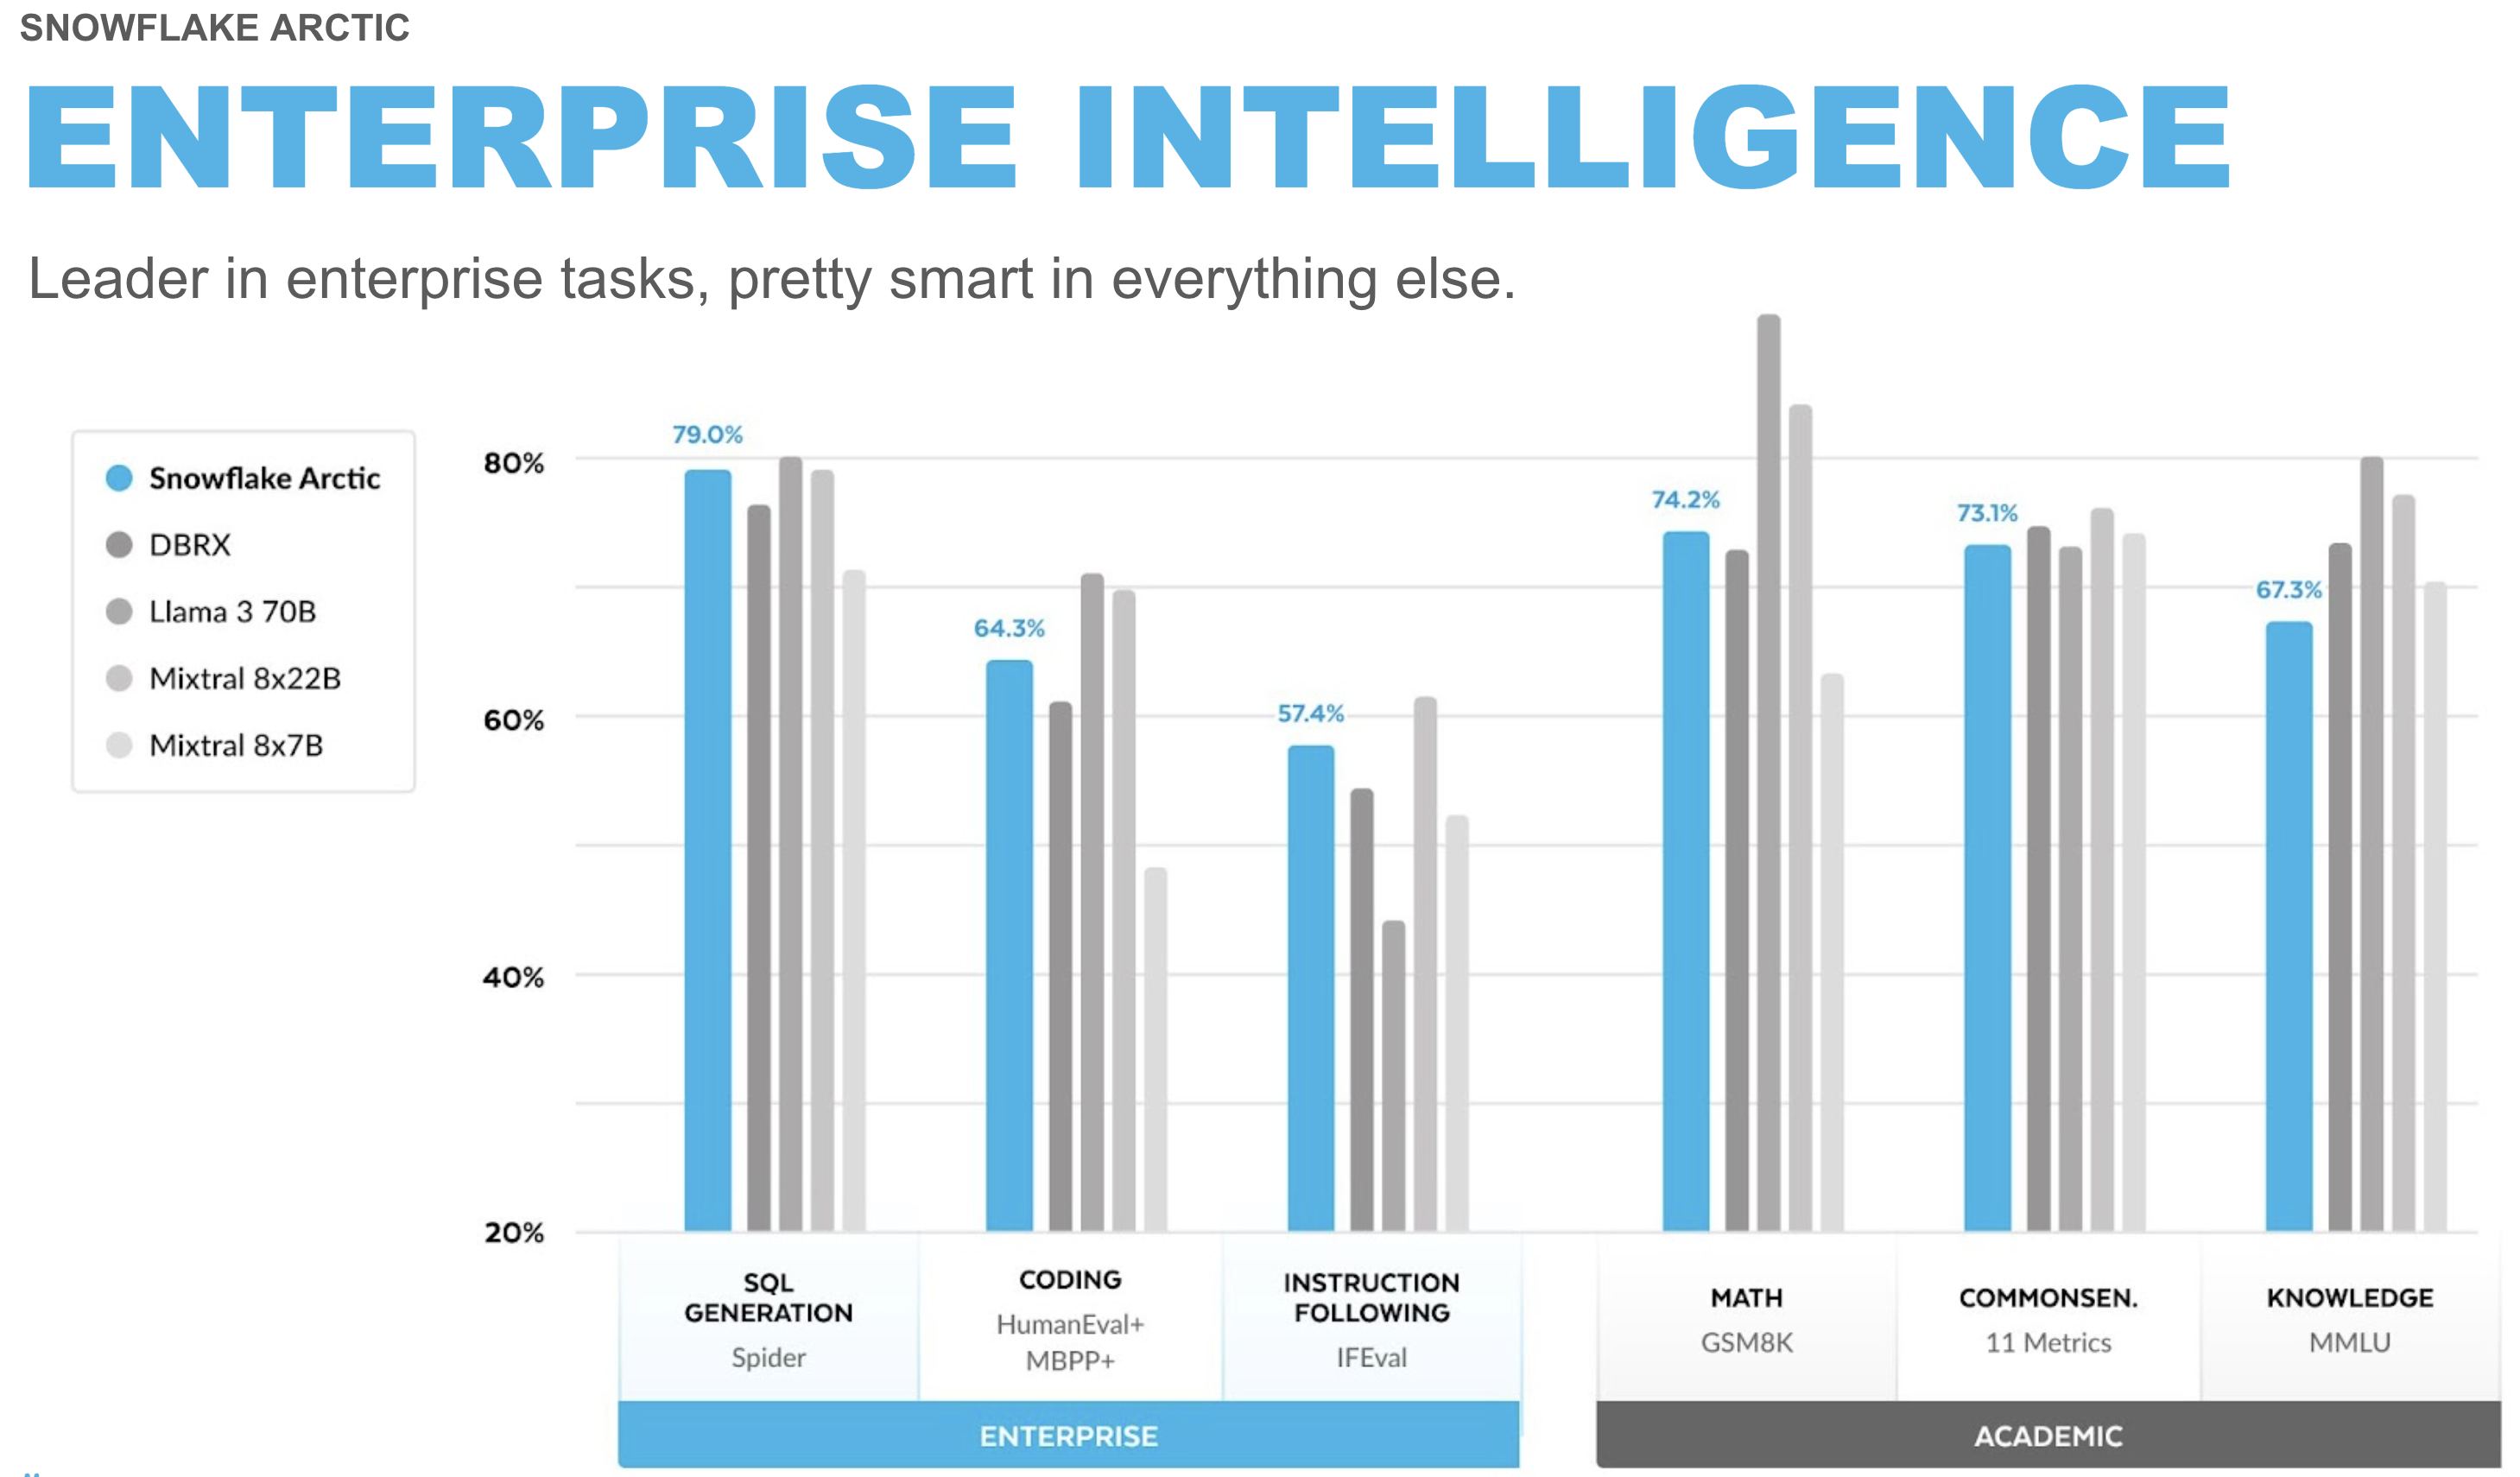 SNOWFLAKE ARCTIC
ENTERPRISE INTELLIGENCE
Leader in enterprise tasks, pretty smart in everything else.
Snowflake Arctic
DBRX
Llama 3 70B
Mixtral 8x22B
Mixtral 8x7B
80%
60%
40%
20%
79.0%
64.3%
57.4%
74.2%
73.1%
67.3%
SQL
GENERATION
Spider
CODING
HumanEval+
MBPP+
INSTRUCTION
FOLLOWING
IFEval
MATH
GSM8K
COMMONSEN.
11 Metrics
KNOWLEDGE
MMLU
ENTERPRISE
ACADEMIC